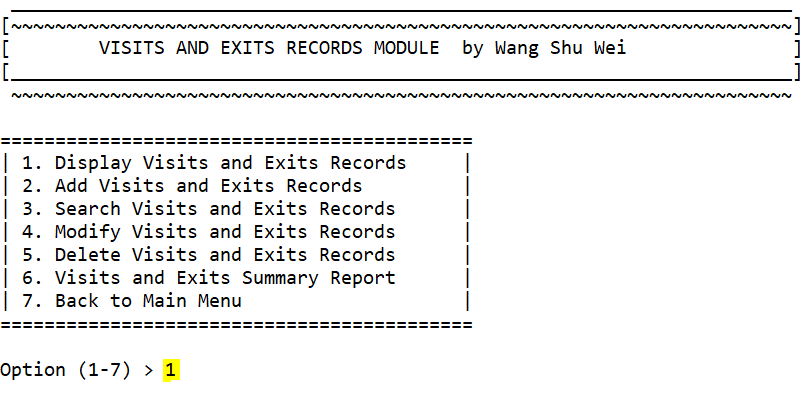 _______________________________________________________________________
[~~~~~~~~~~~~~~~~~~~~~~~~~~~~~~~~~~~~~~~~~~~~~~~~~~~~~~~~~~~~~~~~~~~~~~~]
[        VISITS AND EXITS RECORDS MODULE  by Wang Shu Wei               ]
[_______________________________________________________________________]
~~~~~~~~~~~~~~~~~~~~~~~~~~~~~~~~~~~~~~~~~~~~~~~~~~~~~~~~~~~~~~~~~~~~~~~
===========================================
| 1. Display Visits and Exits Records     |
| 2. Add Visits and Exits Records         |
| 3. Search Visits and Exits Records      |
| 4. Modify Visits and Exits Records      |
| 5. Delete Visits and Exits Records      |
| 6. Visits and Exits Summary Report      |
| 7. Back to Main Menu                    |
===========================================
Option (1-7) > 1